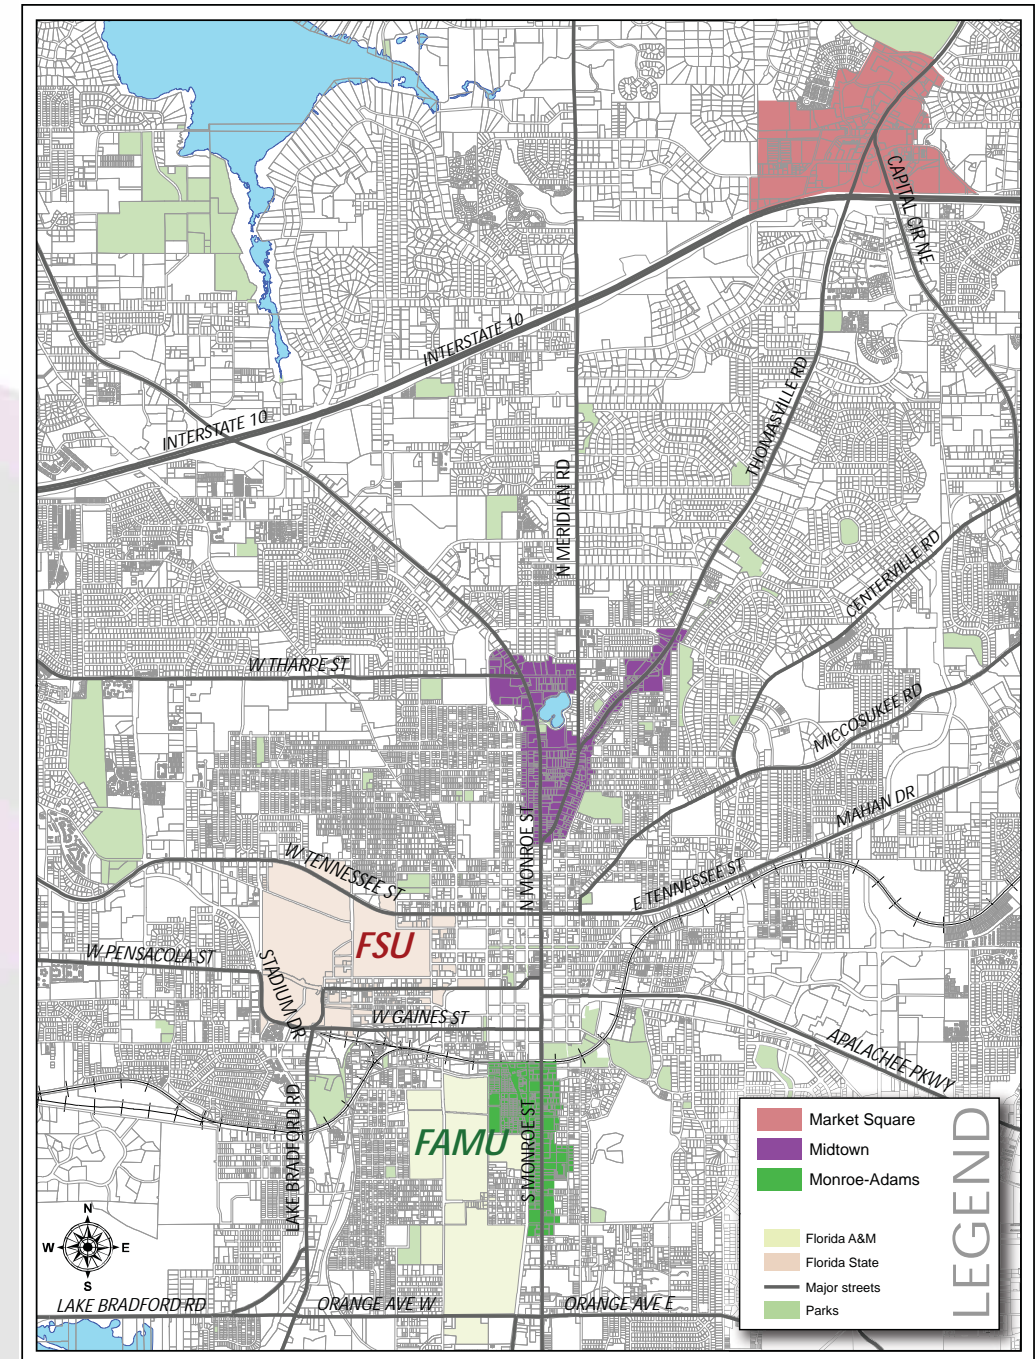 CAPITAL CIR NE
INTERSTATE 10
INTERSTATE 10
THOMASVILLE RD
N MERIDIAN RD
CENTERVILLE RD
W THARPE ST
MICCOSUKEE RD
MAHAN DR
N MONROE ST
W TENNESSEE ST
E TENNESSEE ST
FSU
W PENSACOLA ST
STADIUM DR
W GAINES ST
APALACHEE PKWY
LAKE BRADFORD RD
FAMU
S MONROE ST
LEGEND
Market Square
Midtown
Monroe-Adams
Florida A&M
Florida State
Major streets
Parks
N
W E
S
LAKE BRADFORD RD
ORANGE AVE W
ORANGE AVE E